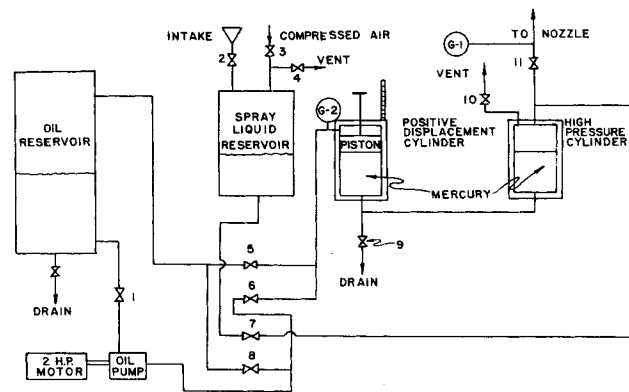 INTAKE
2
COMPRESSED AIR
3
VENT
4
G-1
TO NOZZLE
11
VENT
10
OIL
RESERVOIR
SPRAY
LIQUID
RESERVOIR
G-2
PISTON
POSITIVE
DISPLACEMENT
CYLINDER
HIGH
PRESSURE
CYLINDER
MERCURY
9
DRAIN
5
6
7
8
1
DRAIN
2 H.P.
MOTOR
OIL
PUMP